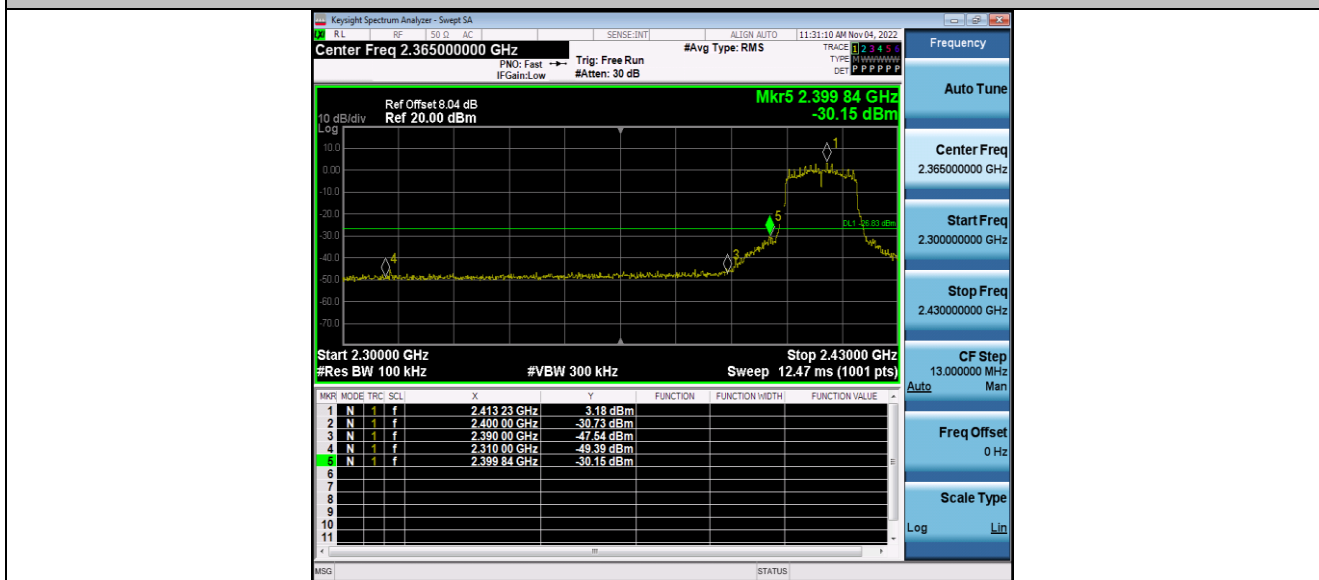 Keysight Spectrum Analyzer - Swept SA
RL RF 50 Ω AC SENSE:INT ALIGN AUTO 11:31:10 AM Nov 04, 2022
Center Freq 2.365000000 GHz
PNO: Fast
IFGain:Low
Trig: Free Run
#Atten: 30 dB
#Avg Type: RMS
TRACE 1 2 3 4 5 6
TYPE M WWWWW
DET P P P P P P
Ref Offset 8.04 dB
10 dB/div Ref 20.00 dBm
Log
Mkr5 2.399 84 GHz
-30.15 dBm
10.0
0.00
-10.0
-20.0
-30.0
-40.0
-50.0
-60.0
-70.0
1
5
DL1 -26.83 dBm
3
4
Start 2.30000 GHz Stop 2.43000 GHz
#Res BW 100 kHz #VBW 300 kHz Sweep 12.47 ms (1001 pts)
MKR MODE TRC SCL X Y FUNCTION FUNCTION WIDTH FUNCTION VALUE
1 N 1 f 2.413 23 GHz 3.18 dBm
2 N 1 f 2.400 00 GHz -30.73 dBm
3 N 1 f 2.390 00 GHz -47.54 dBm
4 N 1 f 2.310 00 GHz -49.39 dBm
5 N 1 f 2.399 84 GHz -30.15 dBm
6
7
8
9
10
11
MSG STATUS
Frequency
Auto Tune
Center Freq
2.365000000 GHz
Start Freq
2.300000000 GHz
Stop Freq
2.430000000 GHz
CF Step
13.000000 MHz
Auto Man
Freq Offset
0 Hz
Scale Type
Log Lin